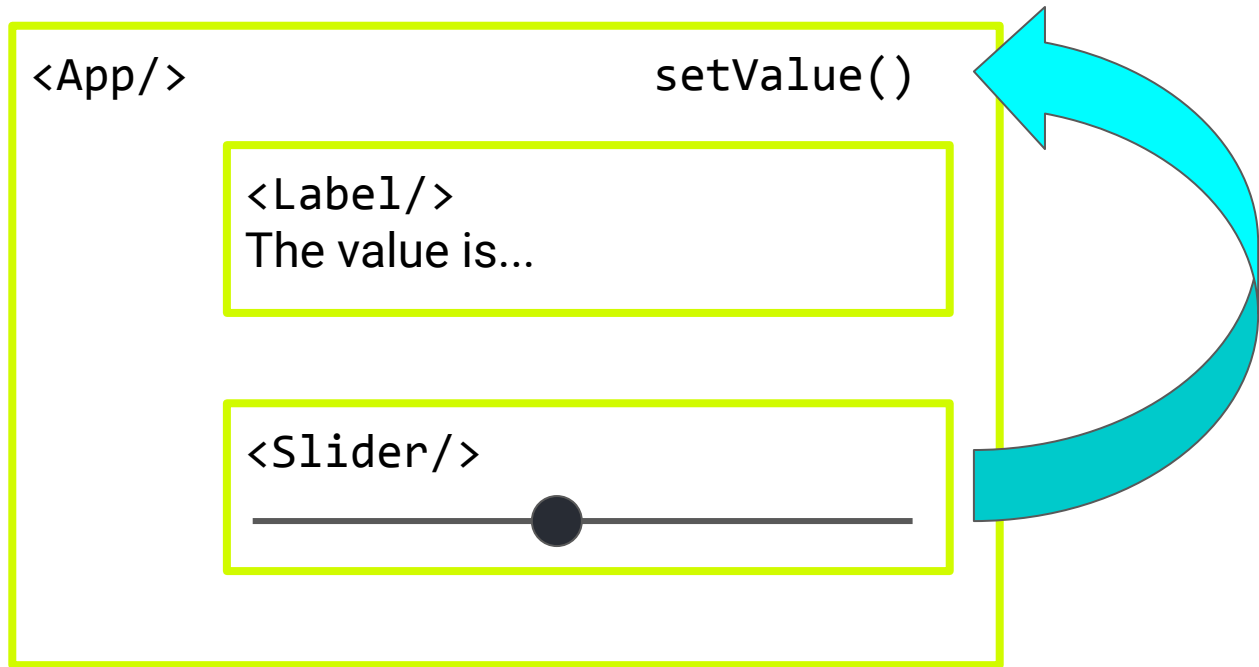 <App/>
setValue()
<Label/>
The value is...
<Slider/>